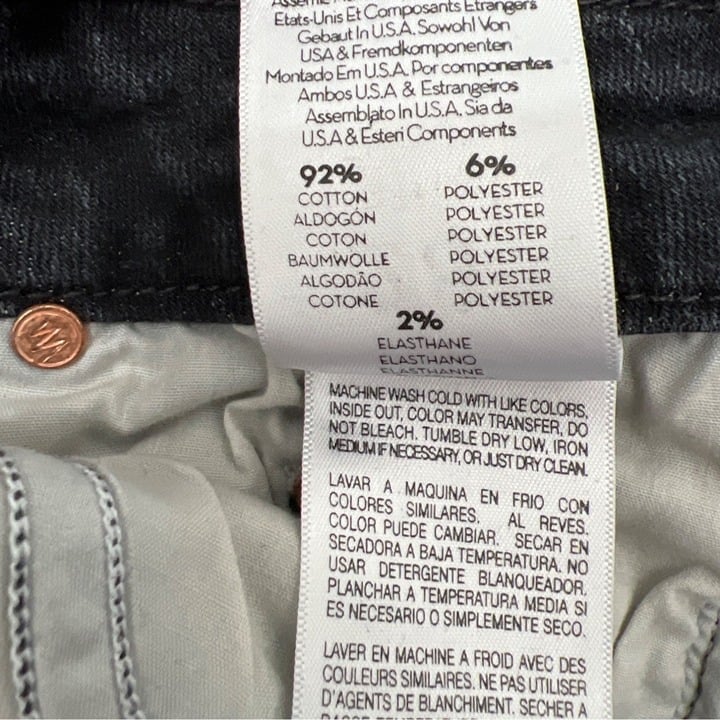 Etats-Unis Et Composants Etrangers
Gebaut In U.S.A. Sowohl Von
USA & Fremdkomponenten
Montado Em U.S.A. Por componentes
Ambos U.S.A & Estrangeiros
Assemblato In U.S.A. Sia da
U.S.A & Esteri Components
92% 6%
COTTON POLYESTER
ALDOGÓN POLYESTER
COTON POLYESTER
BAUMWOLLE POLYESTER
ALGODÃO POLYESTER
COTONE POLYESTER
2%
ELASTHANE
ELASTHANO
ELASTHANNE
MACHINE WASH COLD WITH LIKE COLORS,
INSIDE OUT, COLOR MAY TRANSFER, DO
NOT BLEACH. TUMBLE DRY LOW, IRON
MEDIUM IF NECESSARY, OR JUST DRY CLEAN.
LAVAR A MAQUINA EN FRIO CON
COLORES SIMILARES, AL REVES.
COLOR PUEDE CAMBIAR. SECAR EN
SECADORA A BAJA TEMPERATURA. NO
USAR DETERGENTE BLANQUEADOR.
PLANCHAR A TEMPERATURA MEDIA SI
ES NECESARIO O SIMPLEMENTE SECO.
LAVER EN MACHINE A FROID AVEC DES
COULEURS SIMILAIRES. NE PAS UTILISER
D'AGENTS DE BLANCHIMENT. SECHER A